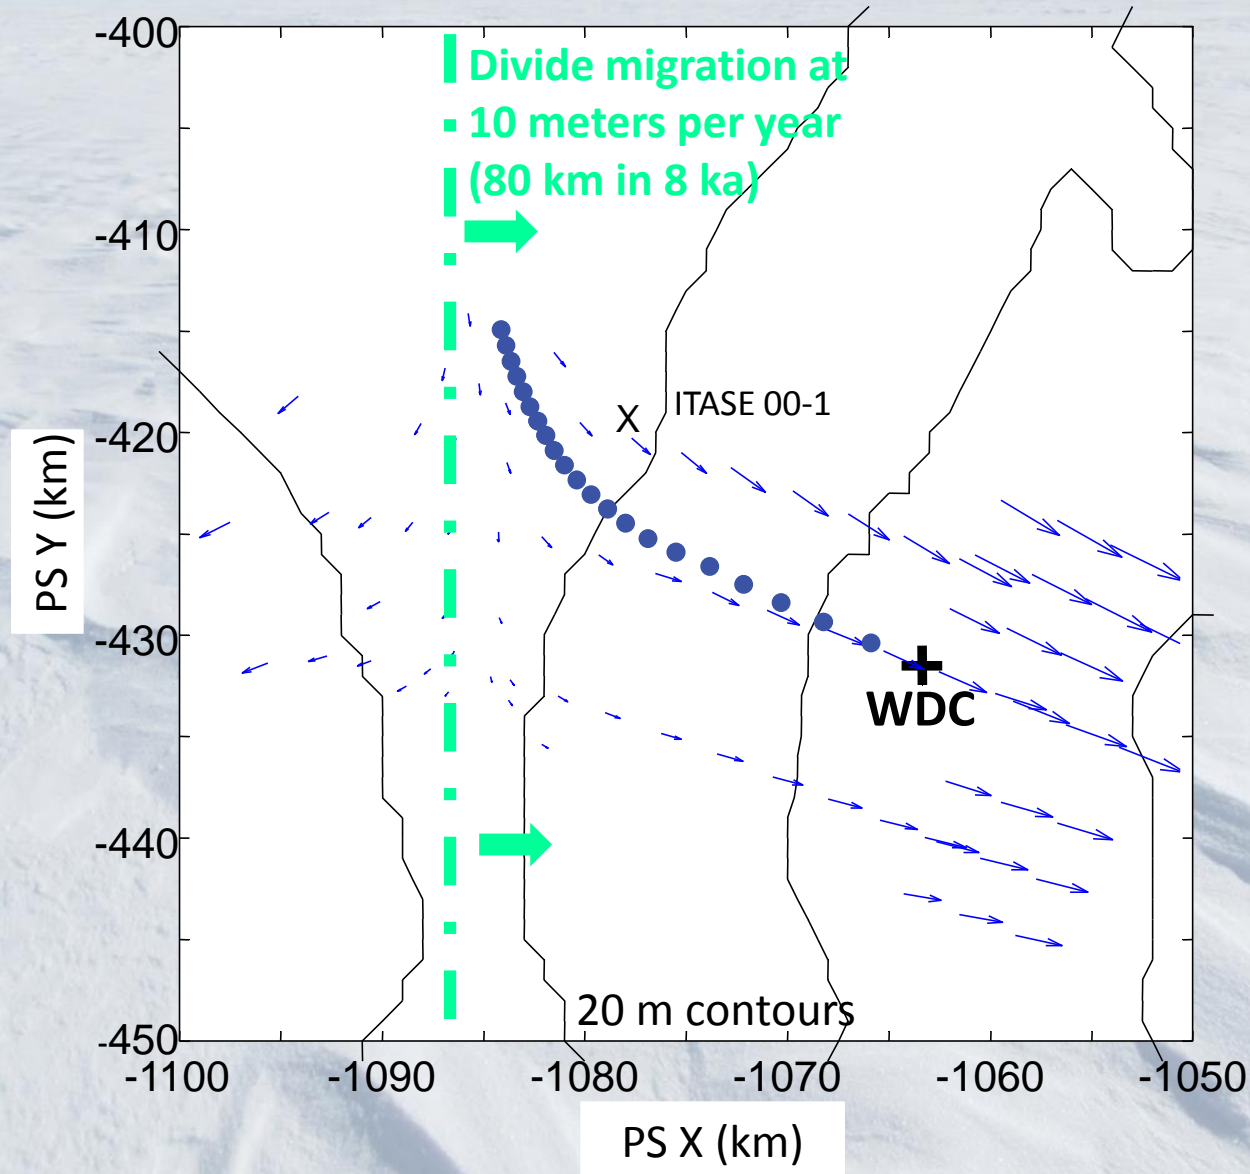 -400
Divide migration at
10 meters per year
(80 km in 8 ka)
-410
X
ITASE 00-1
-420
PS Y (km)
-430
WDC
-440
20 m contours
-450
-1100 -1090 -1080 -1070 -1060 -1050
PS X (km)